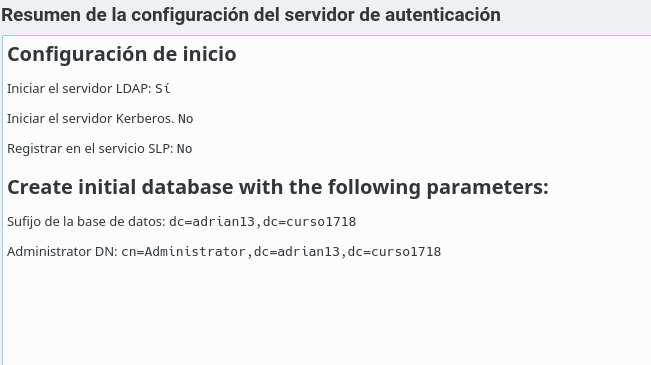 Resumen de la configuración del servidor de autenticación
Configuración de inicio
Iniciar el servidor LDAP: Sí
Iniciar el servidor Kerberos. No
Registrar en el servicio SLP: No
Create initial database with the following parameters:
Sufijo de la base de datos: dc=adrian13,dc=curso1718
Administrator DN: cn=Administrator,dc=adrian13,dc=curso1718